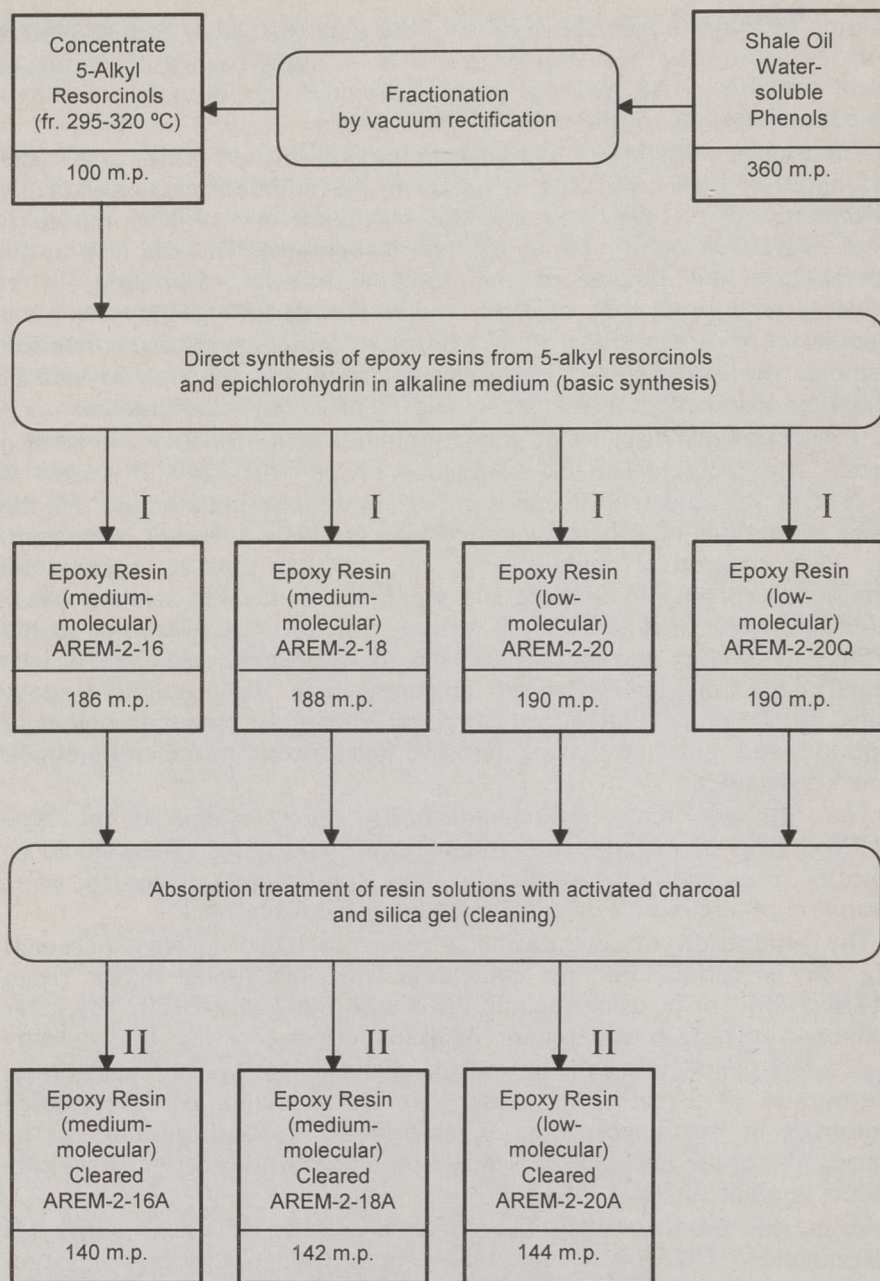 Concentrate
5-Alkyl
Resorcinols
(fr. 295-320 ºC)
100 m.p.
Fractionation
by vacuum rectification
Shale Oil
Water-
soluble
Phenols
360 m.p.
Direct synthesis of epoxy resins from 5-alkyl resorcinols
and epichlorohydrin in alkaline medium (basic synthesis)
I
I
I
I
Epoxy Resin
(medium-
molecular)
AREM-2-16
186 m.p.
Epoxy Resin
(medium-
molecular)
AREM-2-18
188 m.p.
Epoxy Resin
(low-
molecular)
AREM-2-20
190 m.p.
Epoxy Resin
(low-
molecular)
AREM-2-20Q
190 m.p.
Absorption treatment of resin solutions with activated charcoal
and silica gel (cleaning)
II
II
II
Epoxy Resin
(medium-
molecular)
Cleared
AREM-2-16A
140 m.p.
Epoxy Resin
(medium-
molecular)
Cleared
AREM-2-18A
142 m.p.
Epoxy Resin
(low-
molecular)
Cleared
AREM-2-20A
144 m.p.